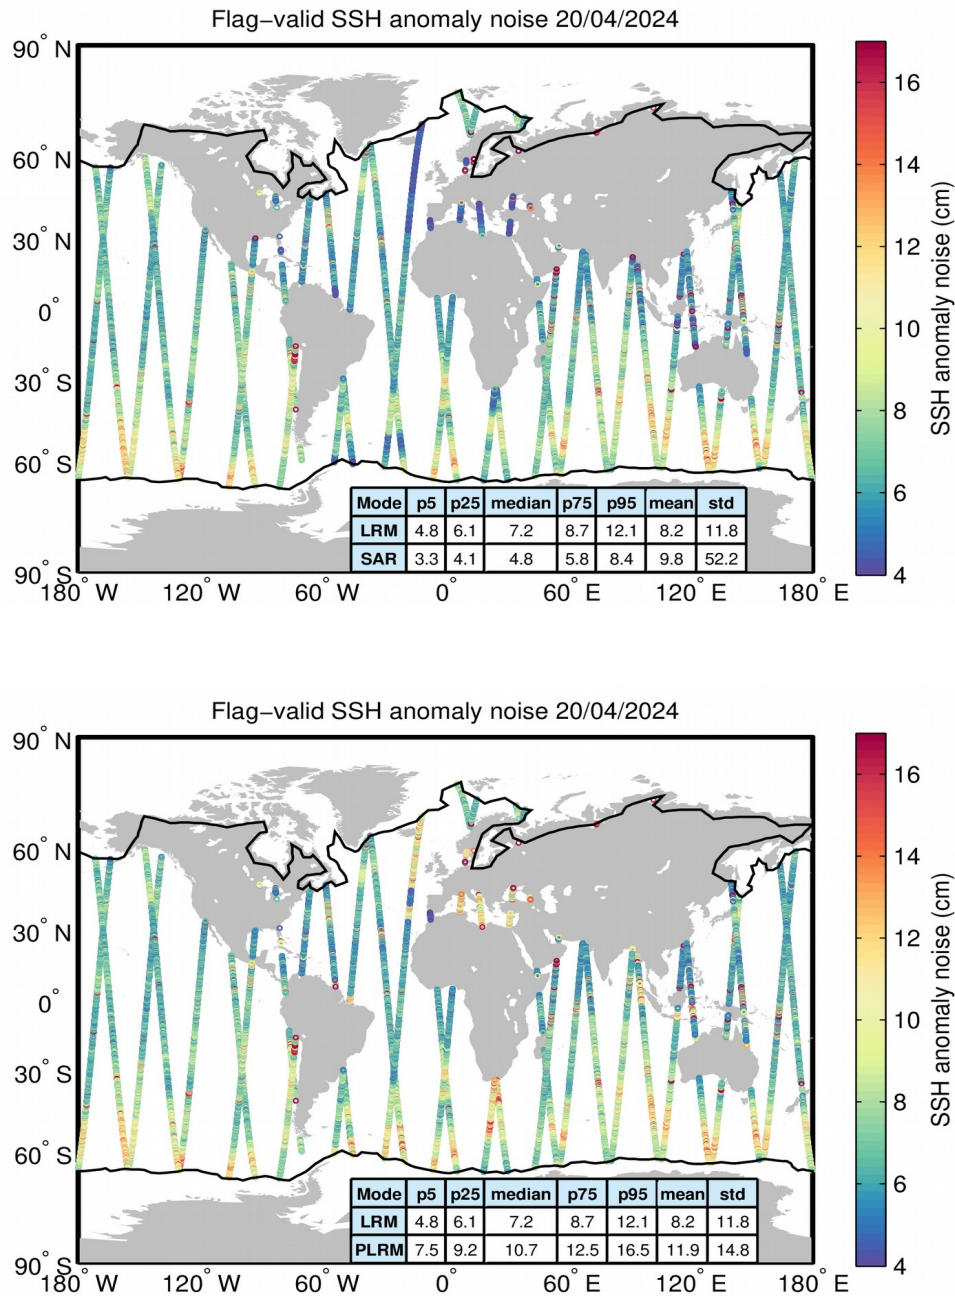 Flag−valid SSH anomaly noise 20/04/2024
90° N
60° N
30° N
0°
30° S
60° S
90° S
180° W
120° W
60° W
0°
60° E
120° E
180° E
16
14
12
10
8
6
4
SSH anomaly noise (cm)
Mode p5 p25 median p75 p95 mean std
LRM 4.8 6.1 7.2 8.7 12.1 8.2 11.8
SAR 3.3 4.1 4.8 5.8 8.4 9.8 52.2
Flag−valid SSH anomaly noise 20/04/2024
90° N
60° N
30° N
0°
30° S
60° S
90° S
180° W
120° W
60° W
0°
60° E
120° E
180° E
16
14
12
10
8
6
4
SSH anomaly noise (cm)
Mode p5 p25 median p75 p95 mean std
LRM 4.8 6.1 7.2 8.7 12.1 8.2 11.8
PLRM 7.5 9.2 10.7 12.5 16.5 11.9 14.8